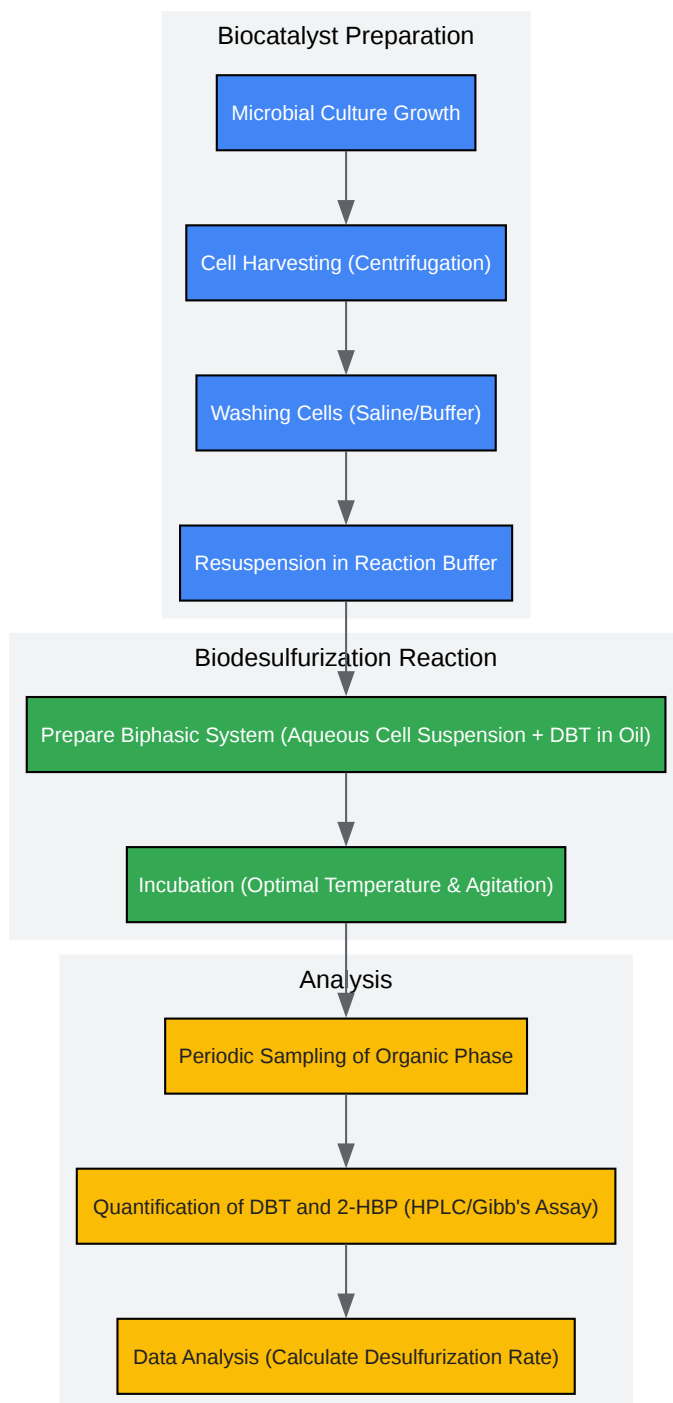 Biocatalyst Preparation
Microbial Culture Growth
Cell Harvesting (Centrifugation)
Washing Cells (Saline/Buffer)
Resuspension in Reaction Buffer
Biodesulfurization Reaction
Prepare Biphasic System (Aqueous Cell Suspension + DBT in Oil)
Incubation (Optimal Temperature & Agitation)
Analysis
Periodic Sampling of Organic Phase
Quantification of DBT and 2-HBP (HPLC/Gibb's Assay)
Data Analysis (Calculate Desulfurization Rate)